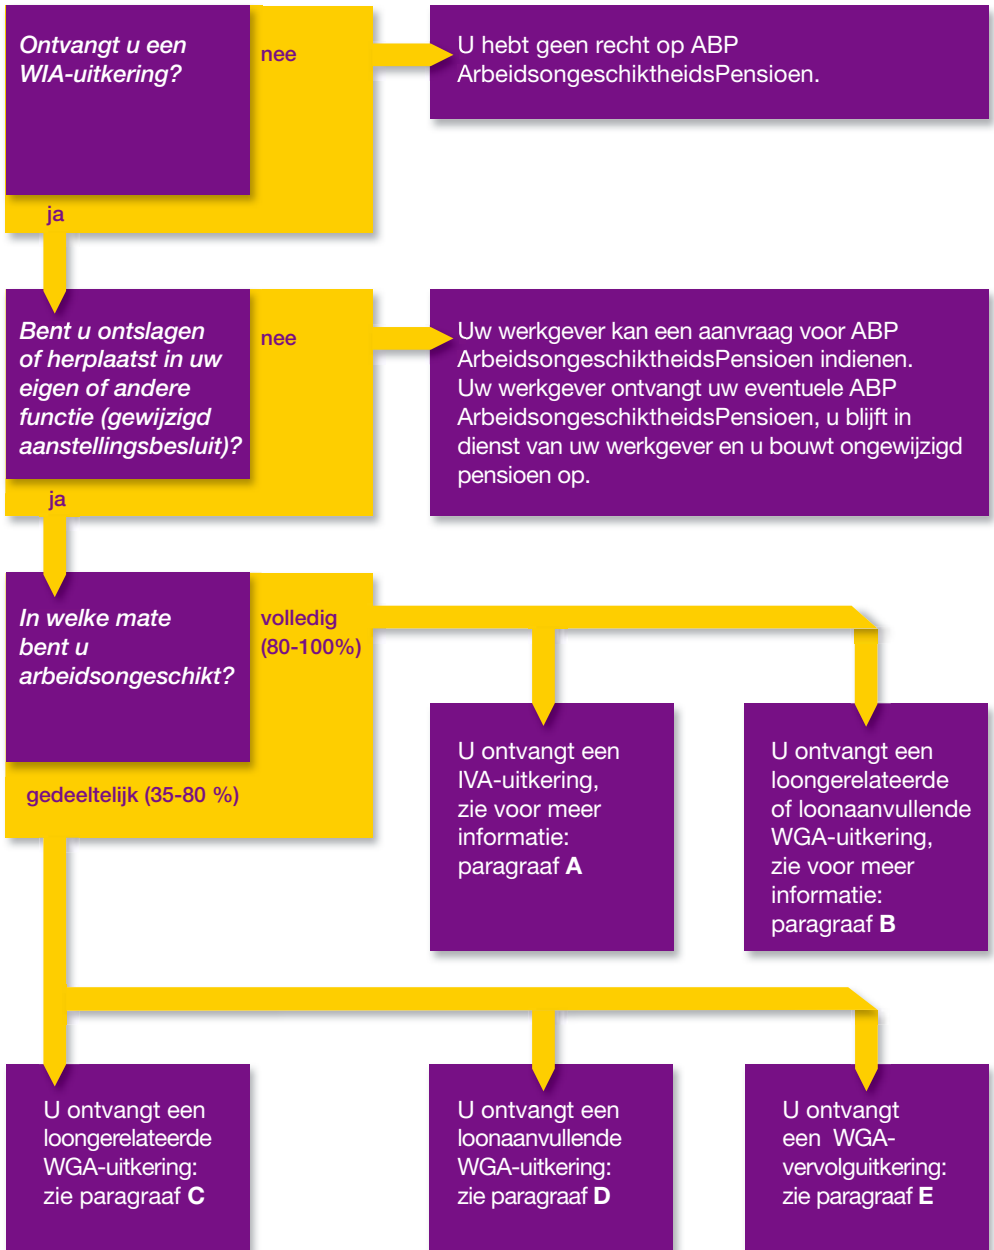 Ontvangt u een
WIA-uitkering?
nee
U hebt geen recht op ABP
ArbeidsongeschiktheidsPensioen.
ja
Bent u ontslagen
of herplaatst in uw
eigen of andere
functie (gewijzigd
aanstellingsbesluit)?
nee
Uw werkgever kan een aanvraag voor ABP
ArbeidsongeschiktheidsPensioen indienen.
Uw werkgever ontvangt uw eventuele ABP
ArbeidsongeschiktheidsPensioen, u blijft in
dienst van uw werkgever en u bouwt ongewijzigd
pensioen op.
ja
In welke mate
bent u
arbeidsongeschikt?
volledig
(80-100%)
gedeeltelijk (35-80 %)
U ontvangt een
IVA-uitkering,
zie voor meer
informatie:
paragraaf A
U ontvangt een
loongerelateerde
of loonaanvullende
WGA-uitkering,
zie voor meer
informatie:
paragraaf B
U ontvangt een
loongerelateerde
WGA-uitkering:
zie paragraaf C
U ontvangt een
loonaanvullende
WGA-uitkering:
zie paragraaf D
U ontvangt
een WGA-
vervolguitkering:
zie paragraaf E